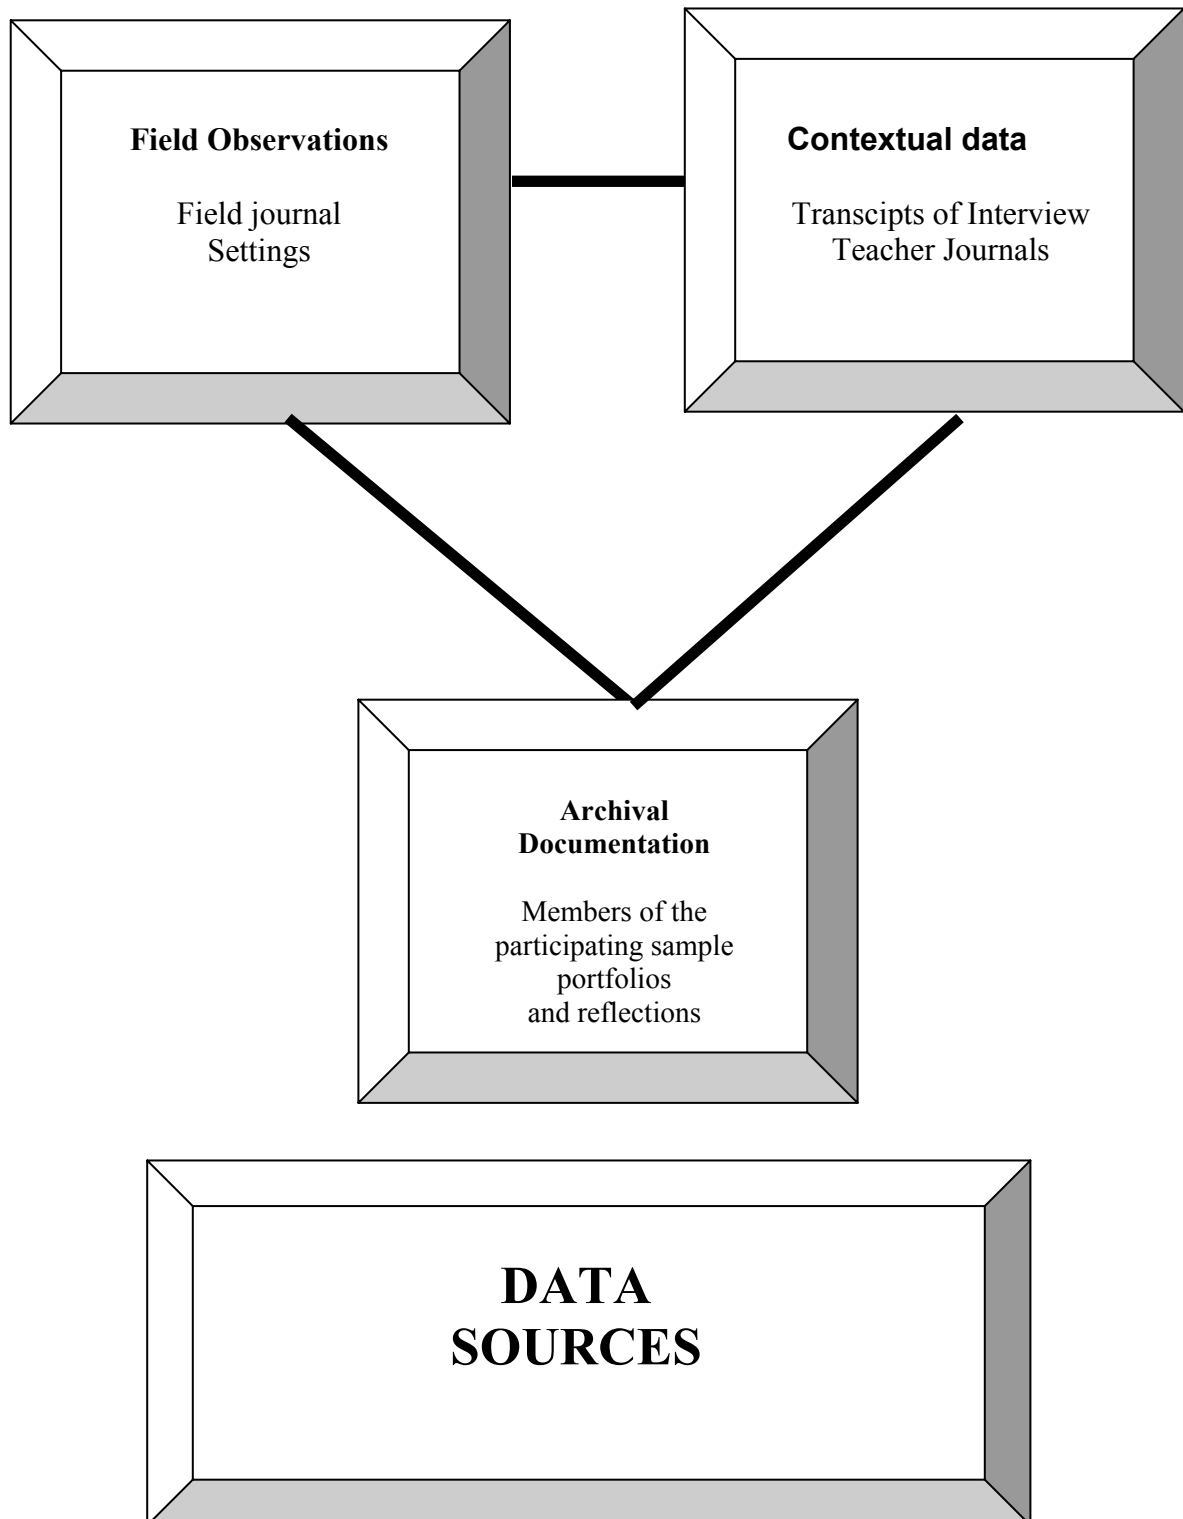 Field Observations
Field journal
Settings
Contextual data
Transcipts of Interview
Teacher Journals
Archival
Documentation
Members of the
participating sample
portfolios
and reflections
DATA
SOURCES